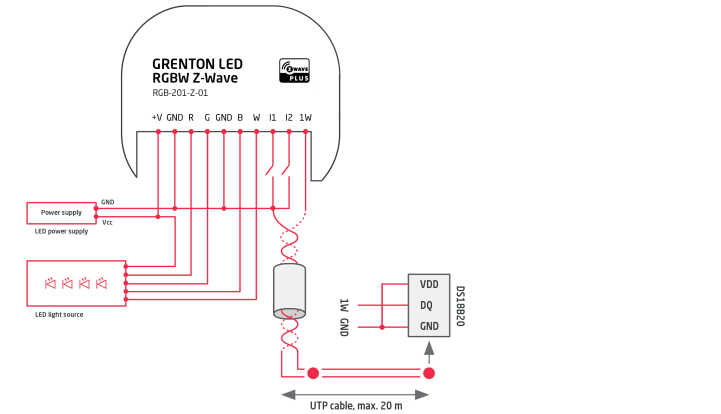 GRENTON LED
RGBW Z-Wave
RGB-201-Z-01
Z WAVE
PLUS
+V GND R G GND B W I1 I2 1W
GND
Power supply
Vcc
LED power supply
LED light source
VDD
DQ
GND
DS18B20
1W
GND
UTP cable, max. 20 m